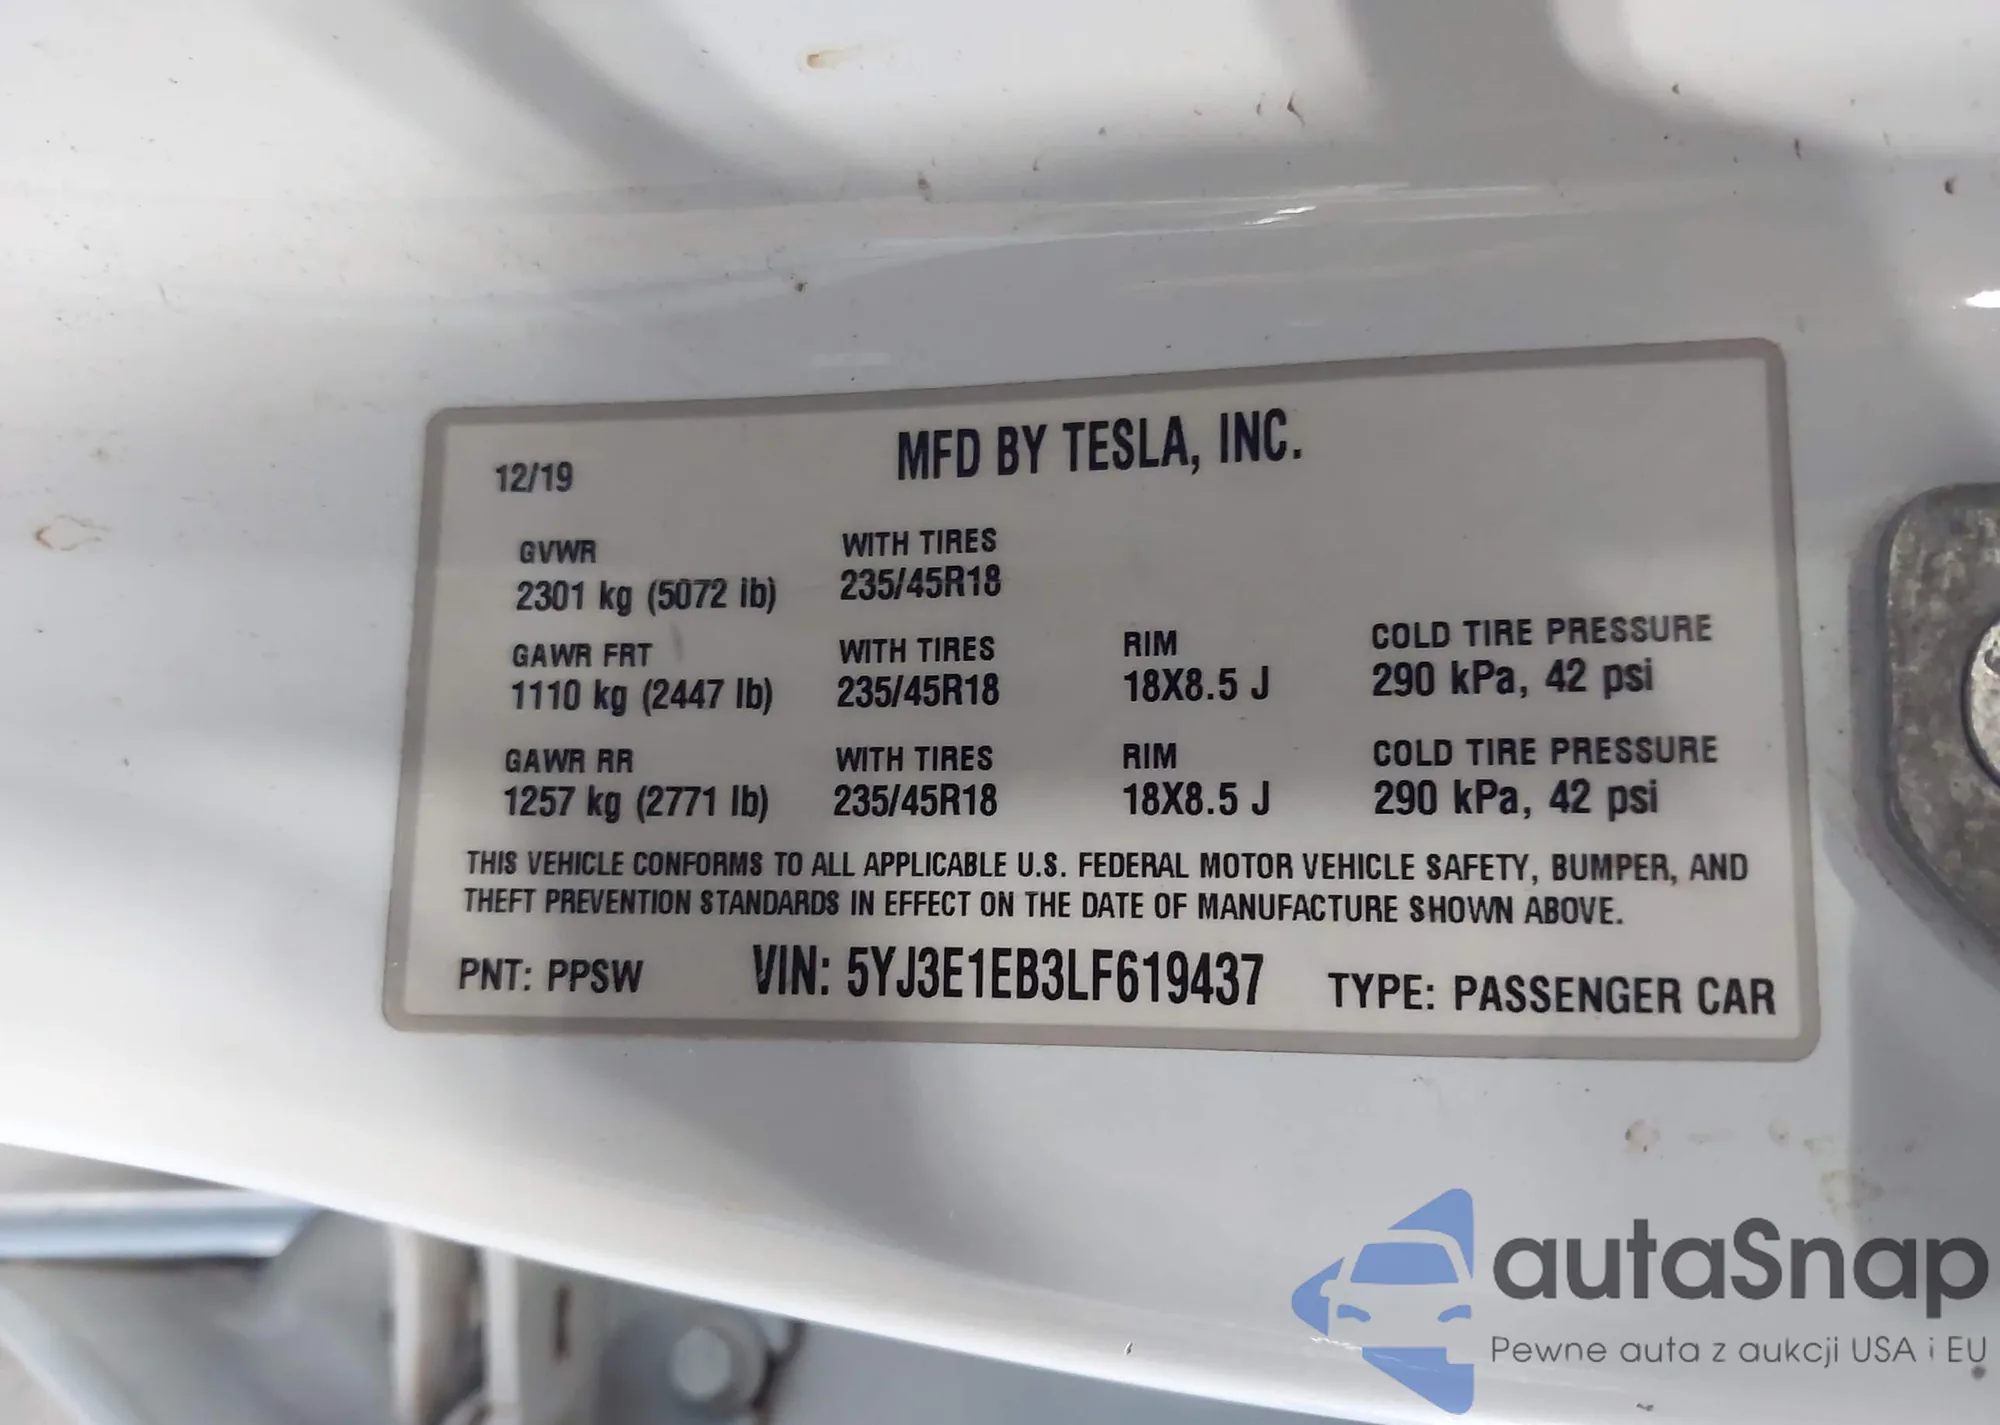 12/19 MFD BY TESLA, INC.
GVWR WITH TIRES
2301 kg (5072 lb) 235/45R18
GAWR FRT WITH TIRES RIM COLD TIRE PRESSURE
1110 kg (2447 lb) 235/45R18 18X8.5 J 290 kPa, 42 psi
GAWR RR WITH TIRES RIM COLD TIRE PRESSURE
1257 kg (2771 lb) 235/45R18 18X8.5 J 290 kPa, 42 psi
THIS VEHICLE CONFORMS TO ALL APPLICABLE U.S. FEDERAL MOTOR VEHICLE SAFETY, BUMPER, AND
THEFT PREVENTION STANDARDS IN EFFECT ON THE DATE OF MANUFACTURE SHOWN ABOVE.
PNT: PPSW VIN: 5YJ3E1EB3LF619437 TYPE: PASSENGER CAR
autaSnap
Pewne auta z aukcji USA i EU